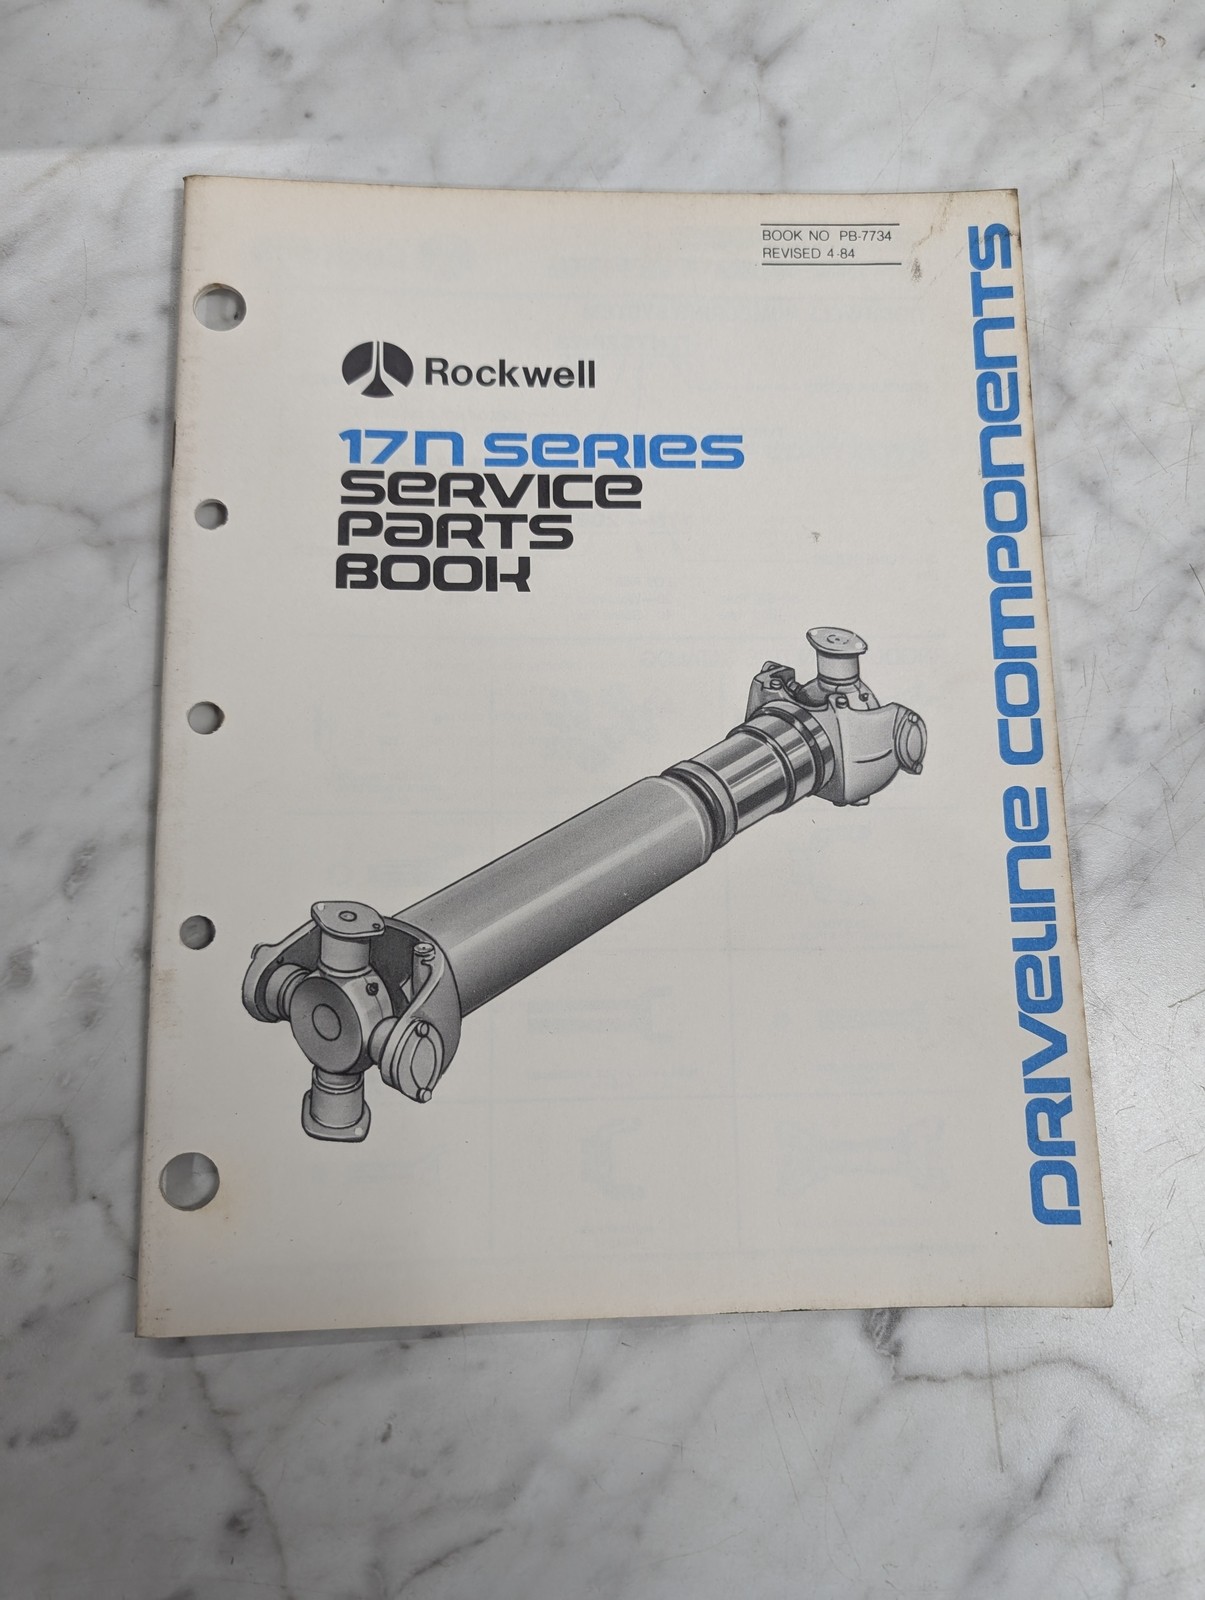 BOOK NO PB-7734
REVISED 4-84
Rockwell
17N SERIES
SERVICE
PARTS
BOOK
DRIVELINE COMPONENTS